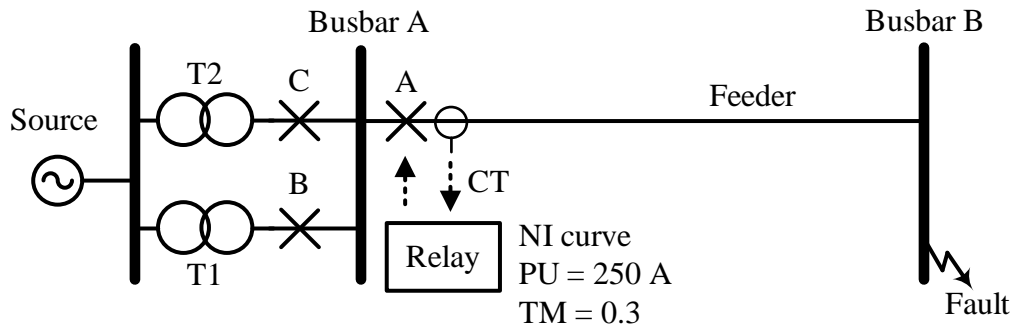 Busbar A
Busbar B
T2
C
A
Feeder
Source
CT
B
T1
Relay
NI curve
PU = 250 A
TM = 0.3
Fault